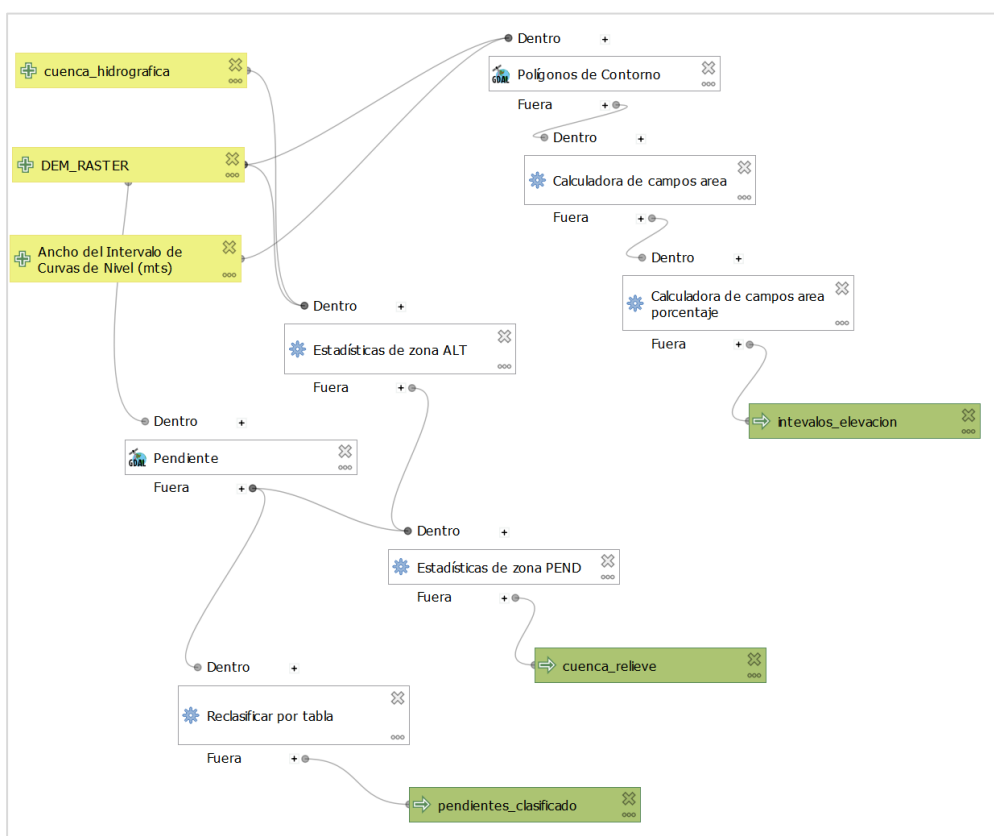 Dentro +
cuenca_hidrografica
GDAL Polígonos de Contorno
Fuera +
Dentro +
DEM_RASTER
Calculadora de campos area
Fuera +
Ancho del Intervalo de
Curvas de Nivel (mts)
Dentro +
Calculadora de campos area
porcentaje
Fuera +
Dentro +
Estadísticas de zona ALT
Fuera +
intevalos_elevacion
Dentro +
GDAL Pendiente
Fuera +
Dentro +
Estadísticas de zona PEND
Fuera +
cuenca_relieve
Dentro +
Reclasificar por tabla
Fuera +
pendientes_clasificado